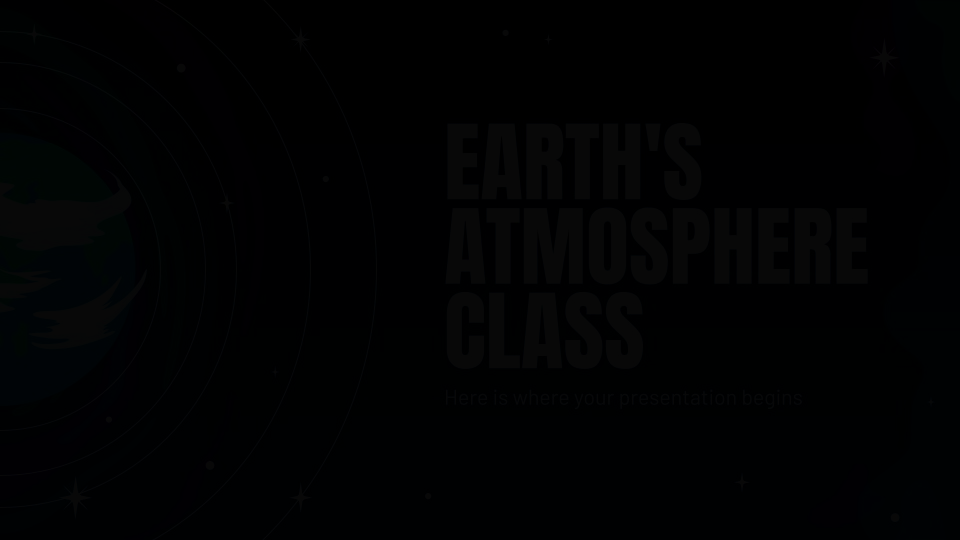 EARTH'S
ATMOSPHERE
CLASS
Here is where your presentation begins